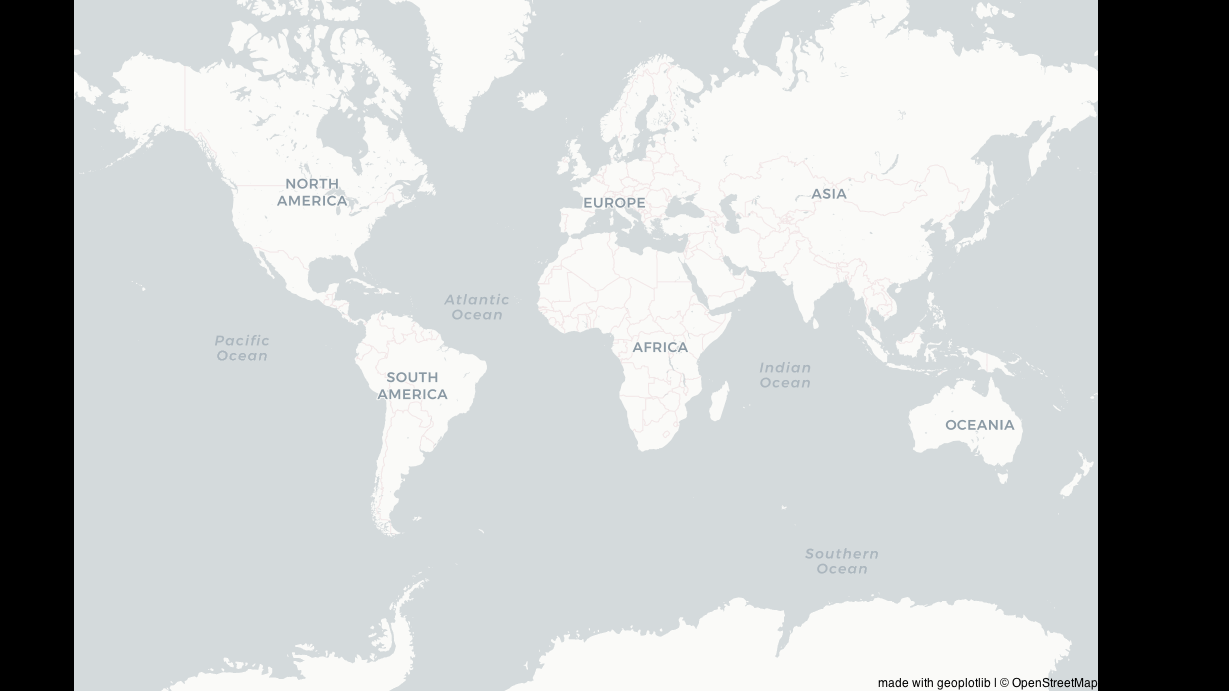 NORTH
AMERICA
EUROPE
ASIA
Atlantic
Ocean
Pacific
Ocean
AFRICA
SOUTH
AMERICA
Indian
Ocean
OCEANIA
Southern
Ocean
made with geoplotlib | © OpenStreetMap